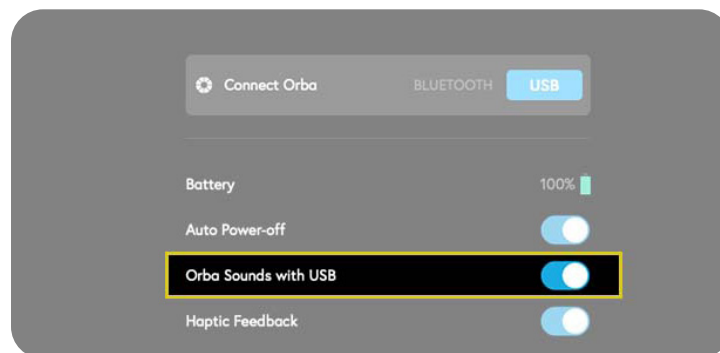 Connect Orba BLUETOOTH USB
Battery 100%
Auto Power-off
Orba Sounds with USB
Haptic Feedback